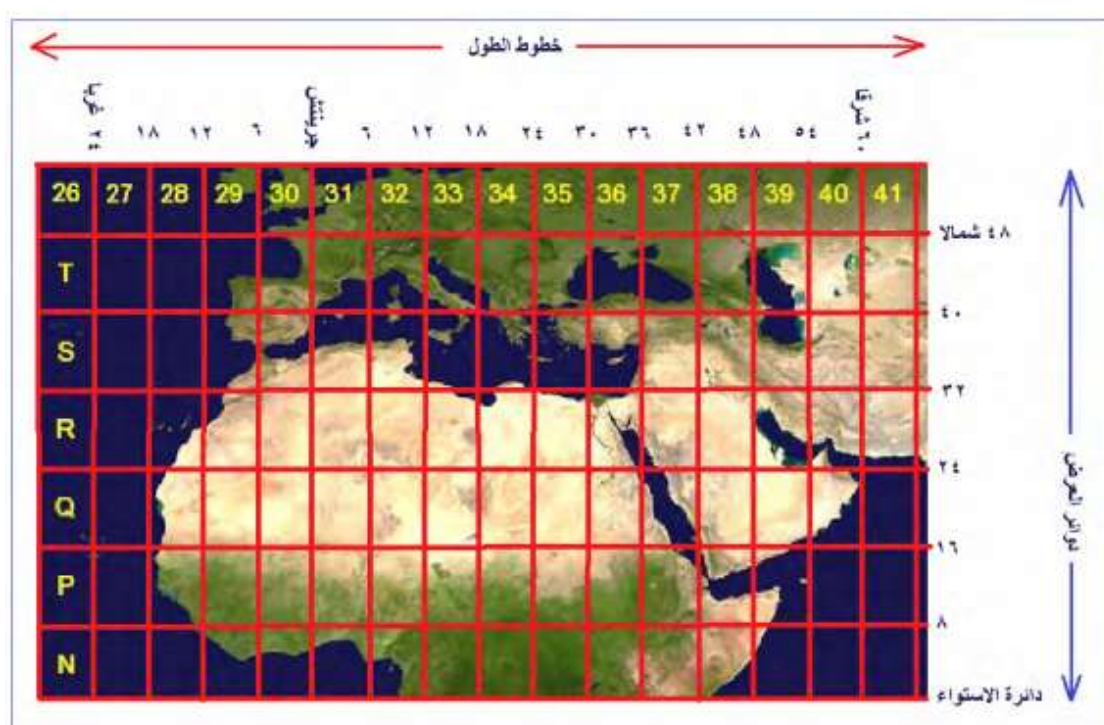 خطوط الطول
٢٤ غربا ١٨ ١٢ ٦ جرينتش ٦ ١٢ ١٨ ٢٤ ٣٠ ٣٦ ٤٢ ٤٨ ٥٤ ٦٠ شرقا
26 27 28 29 30 31 32 33 34 35 36 37 38 39 40 41
٤٨ شمالا
T
٤٠
S
٣٢
R
٢٤
Q
١٦
P
٨
N
دائرة الاستواء
دوائر العرض